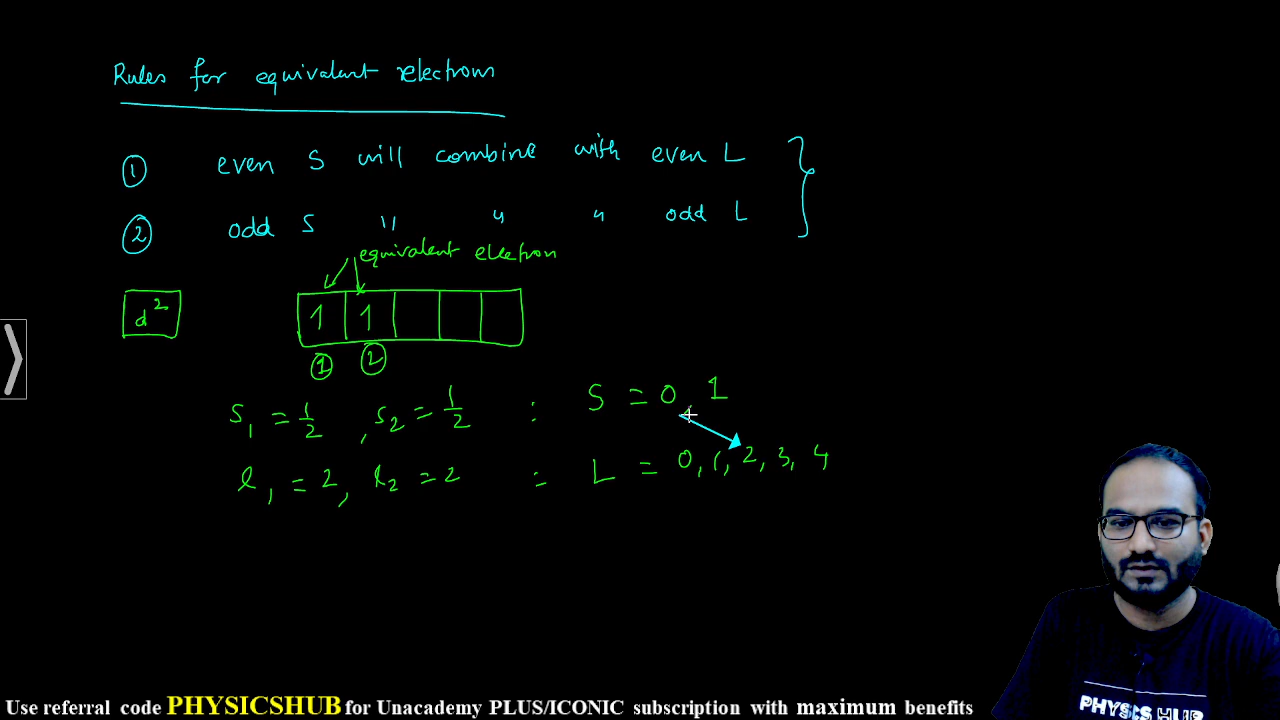 Rules for equivalent electrons
① even S will combine with even L
② odd S " " " odd L
equivalent electron
d²
1 1
① ②
s₁ = 1/2, s₂ = 1/2 : S = 0, 1
l₁ = 2, l₂ = 2 : L = 0, 1, 2, 3, 4
PHYSICS HUB
Use referral code PHYSICSHUB for Unacademy PLUS/ICONIC subscription with maximum benefits